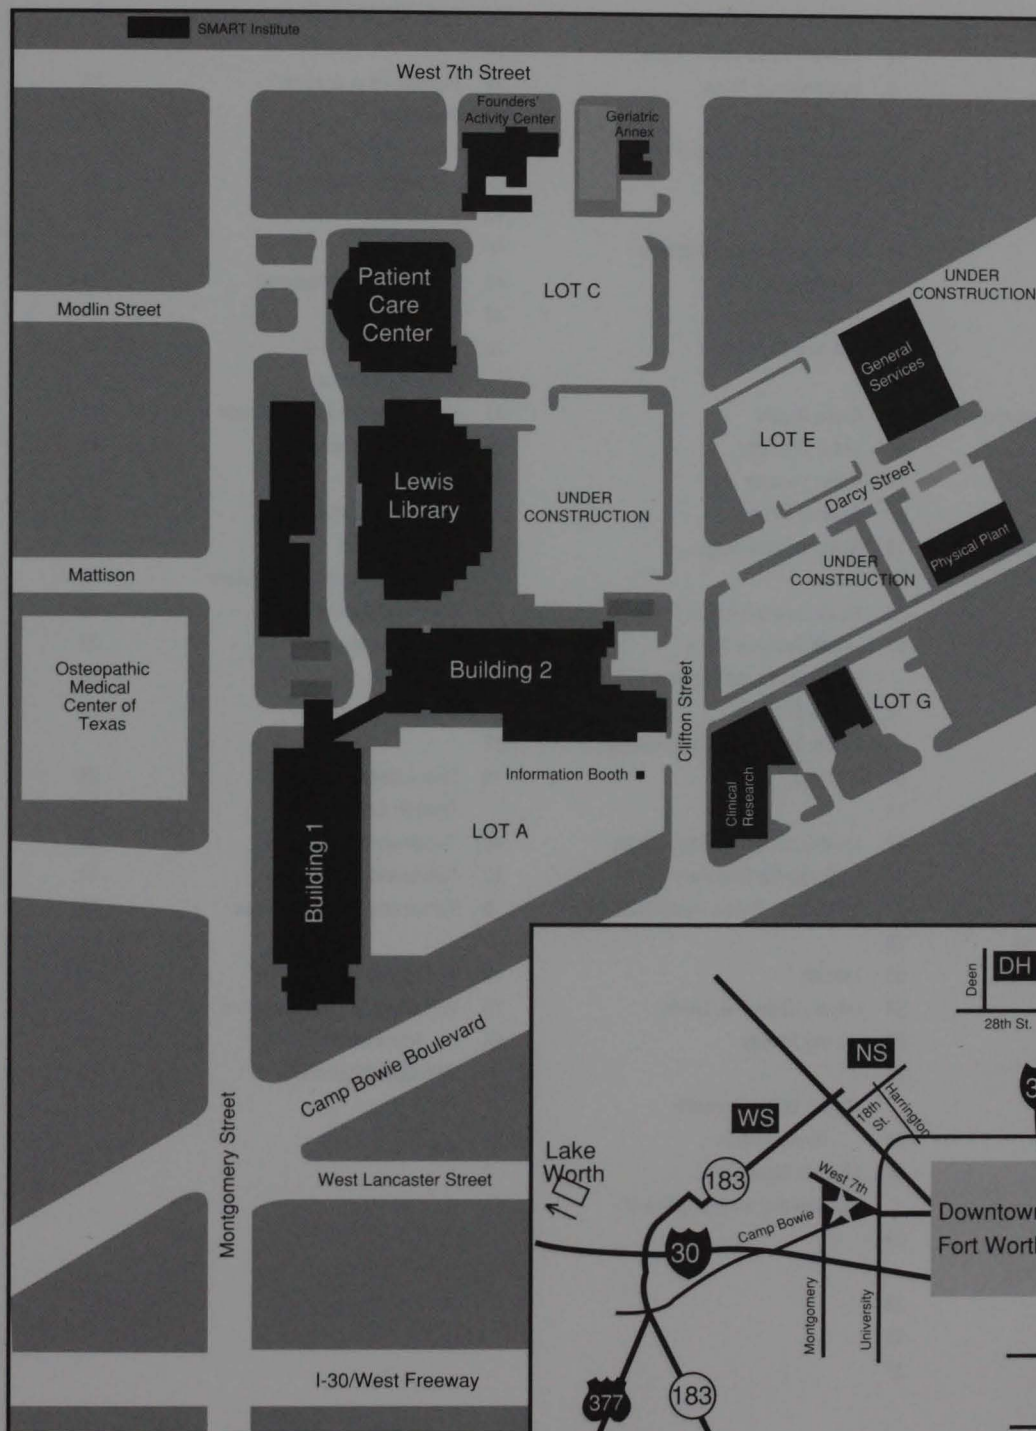 SMART Institute
West 7th Street
Founders'
Activity Center
Geriatric
Annex
Patient
Care
Center
LOT C
UNDER
CONSTRUCTION
Modlin Street
General
Services
LOT E
Lewis
Library
UNDER
CONSTRUCTION
Darcy Street
UNDER
CONSTRUCTION
Physical Plant
Mattison
Osteopathic
Medical
Center of
Texas
Building 2
Clifton Street
LOT G
Information Booth
Clinical
Research
LOT A
Building 1
Camp Bowie Boulevard
Montgomery Street
West Lancaster Street
I-30/West Freeway
Deen
DH
28th St.
NS
Harrington
18th
St.
3
WS
Lake
Worth
183
West 7th
Camp Bowie
30
Downtown
Fort Worth
Montgomery
University
377
183